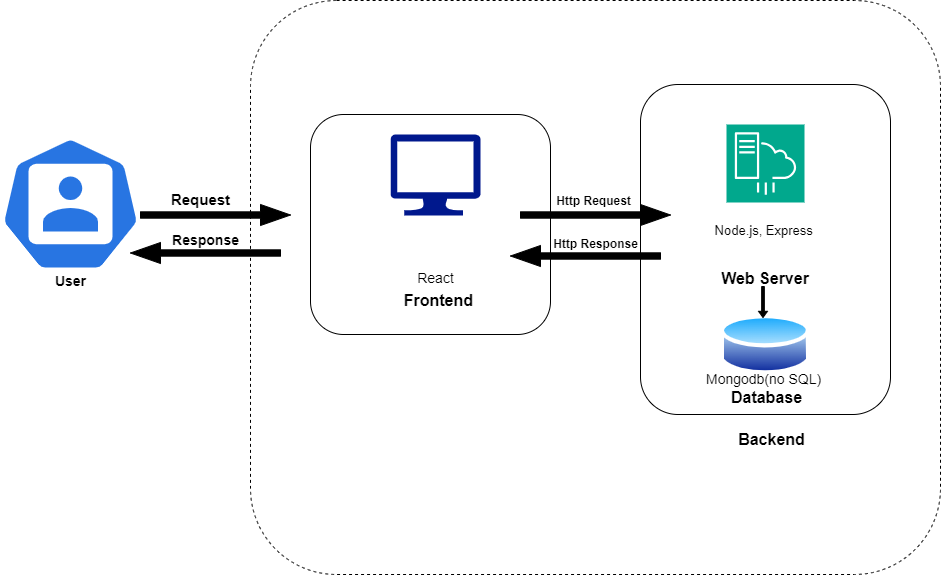 Request
Response
User
React
Frontend
Http Request
Http Response
Node.js, Express
Web Server
Mongodb(no SQL)
Database
Backend